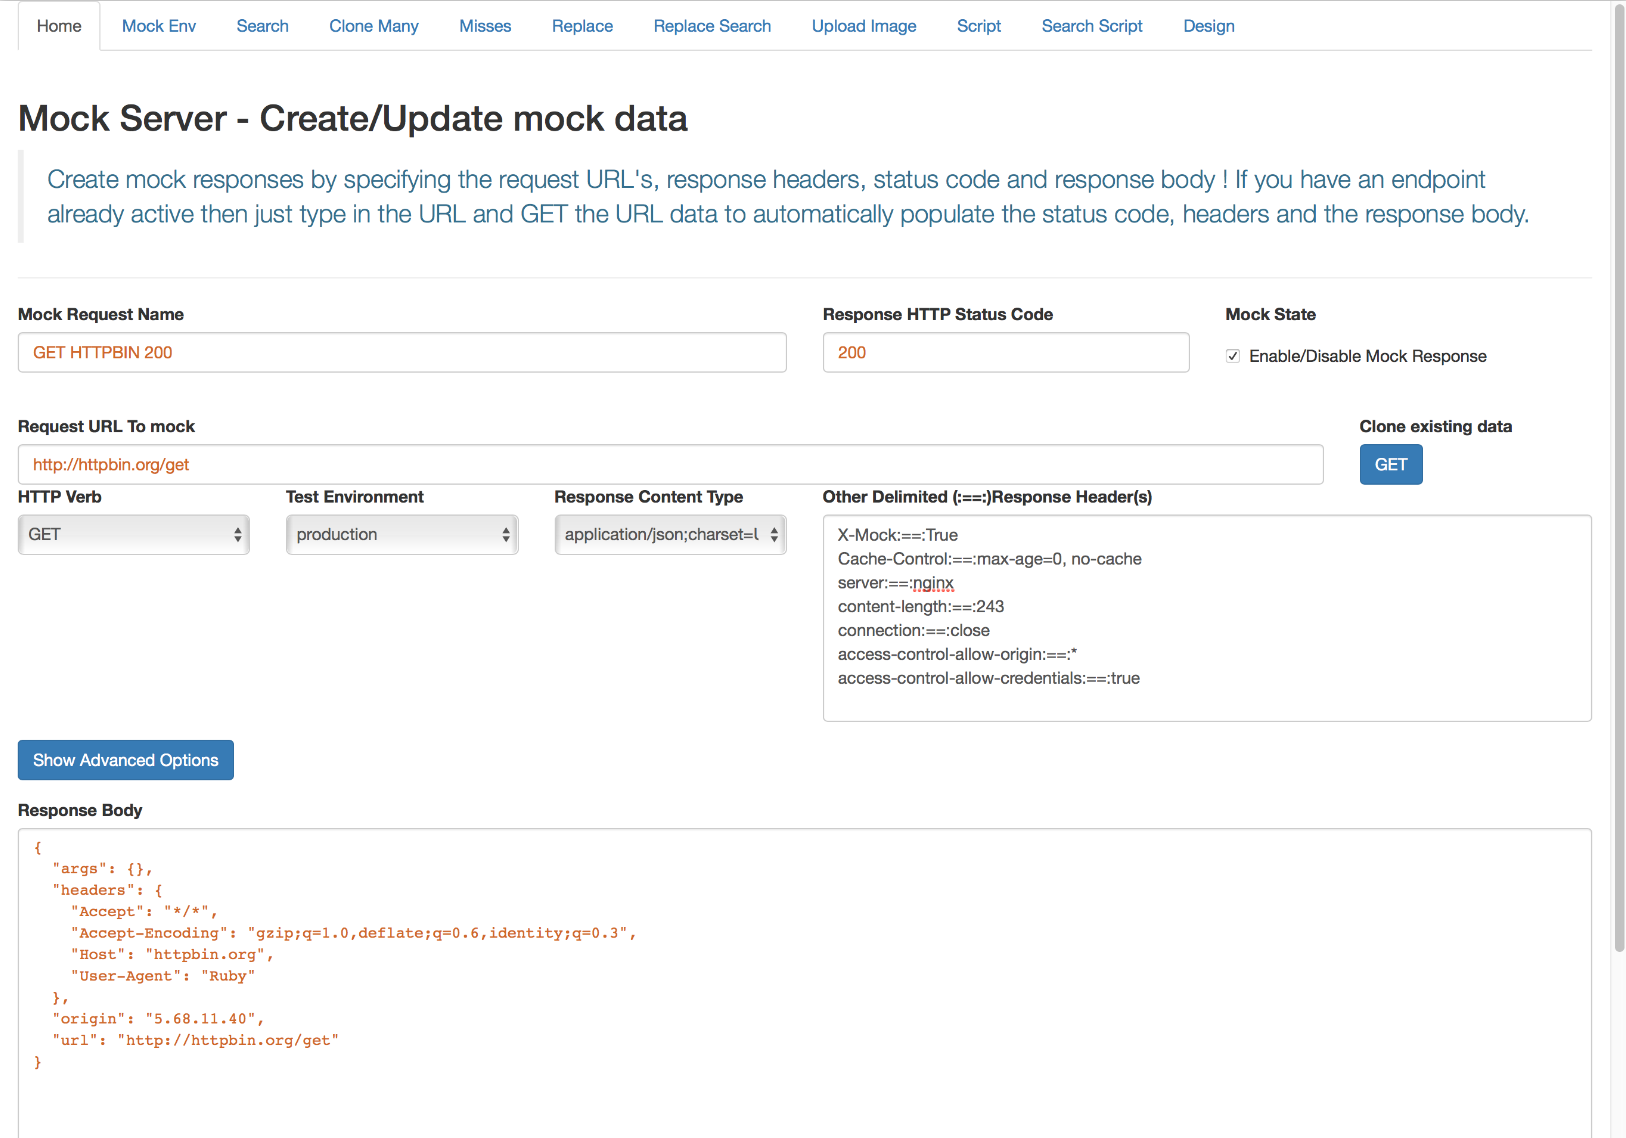 Home Mock Env Search Clone Many Misses Replace Replace Search Upload Image Script Search Script Design
Mock Server - Create/Update mock data
Create mock responses by specifying the request URL's, response headers, status code and response body ! If you have an endpoint
already active then just type in the URL and GET the URL data to automatically populate the status code, headers and the response body.
Mock Request Name Response HTTP Status Code Mock State
GET HTTPBIN 200 200 Enable/Disable Mock Response
Request URL To mock Clone existing data
http://httpbin.org/get GET
HTTP Verb Test Environment Response Content Type Other Delimited (:==:)Response Header(s)
GET production application/json;charset=l
X-Mock:==:True
Cache-Control:==:max-age=0, no-cache
server:==:nginx
content-length:==:243
connection:==:close
access-control-allow-origin:==:*
access-control-allow-credentials:==:true
Show Advanced Options
Response Body
{
  "args": {},
  "headers": {
    "Accept": "*/*",
    "Accept-Encoding": "gzip;q=1.0,deflate;q=0.6,identity;q=0.3",
    "Host": "httpbin.org",
    "User-Agent": "Ruby"
  },
  "origin": "5.68.11.40",
  "url": "http://httpbin.org/get"
}